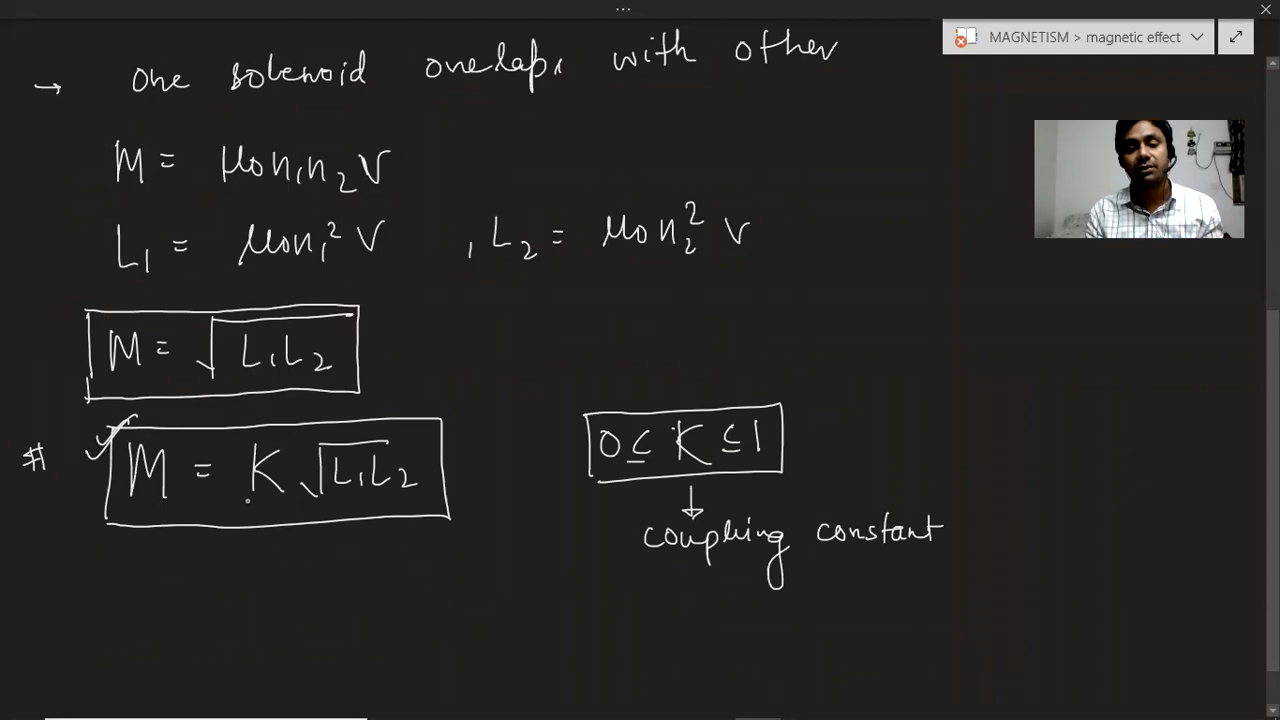 ...
MAGNETISM > magnetic effect
→ one solenoid overlaps with other
M = μ₀n₁n₂V
L₁ = μ₀n₁²V , L₂ = μ₀n₂²V
M = √L₁L₂
# ✓ M = K√L₁L₂
0 ≤ K ≤ 1
↓
coupling constant